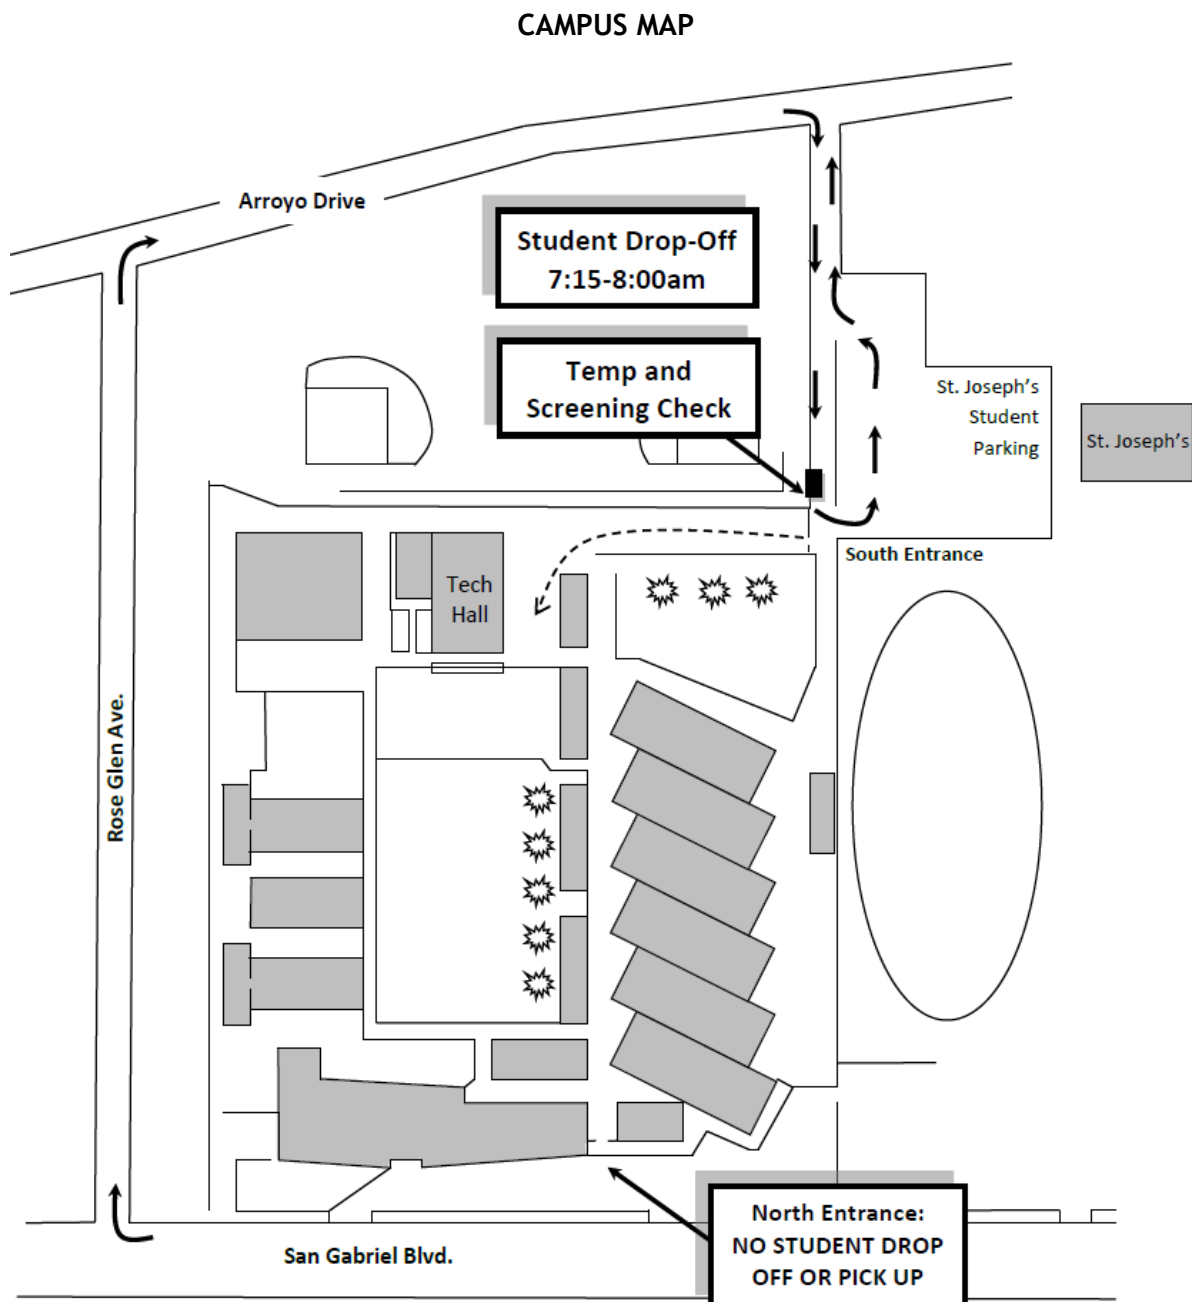 CAMPUS MAP
Arroyo Drive
Student Drop-Off
7:15-8:00am
Temp and
Screening Check
St. Joseph's
Student
Parking
St. Joseph's
South Entrance
Tech
Hall
Rose Glen Ave.
North Entrance:
NO STUDENT DROP
OFF OR PICK UP
San Gabriel Blvd.